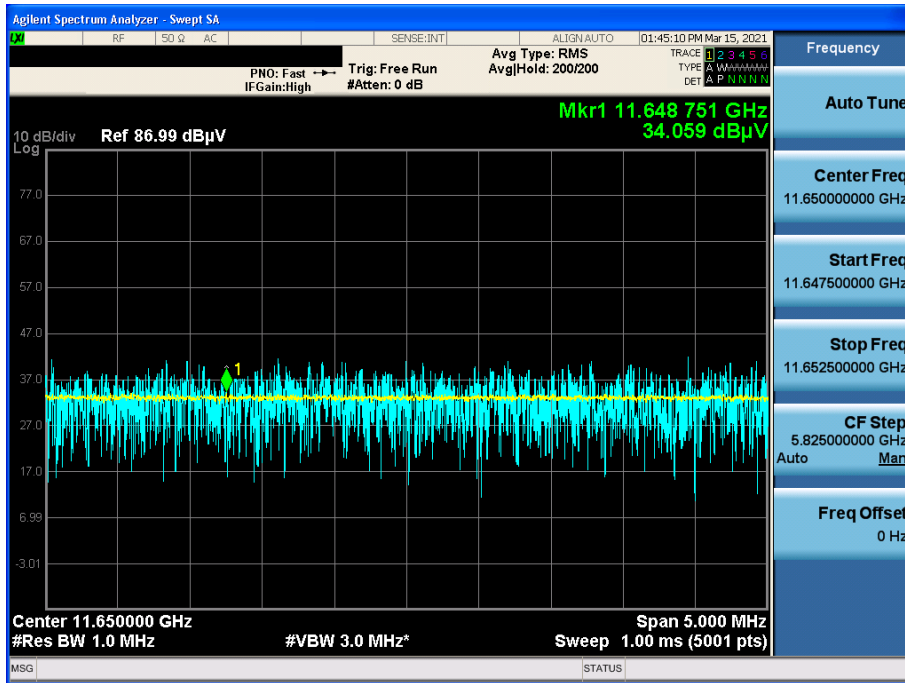 Agilent Spectrum Analyzer - Swept SA
LXI RF 50 Ω AC SENSE:INT ALIGN AUTO 01:45:10 PM Mar 15, 2021
PNO: Fast
IFGain:High
Trig: Free Run
#Atten: 0 dB
Avg Type: RMS
Avg|Hold: 200/200
TRACE 1 2 3 4 5 6
TYPE A WWWWW
DET A P N N N N
Mkr1 11.648 751 GHz
34.059 dBµV
10 dB/div Ref 86.99 dBµV
Log
77.0
67.0
57.0
47.0
37.0
27.0
17.0
6.99
-3.01
1
Center 11.650000 GHz Span 5.000 MHz
#Res BW 1.0 MHz #VBW 3.0 MHz* Sweep 1.00 ms (5001 pts)
MSG STATUS
Frequency
Auto Tune
Center Freq
11.650000000 GHz
Start Freq
11.647500000 GHz
Stop Freq
11.652500000 GHz
CF Step
5.825000000 GHz
Auto Man
Freq Offset
0 Hz